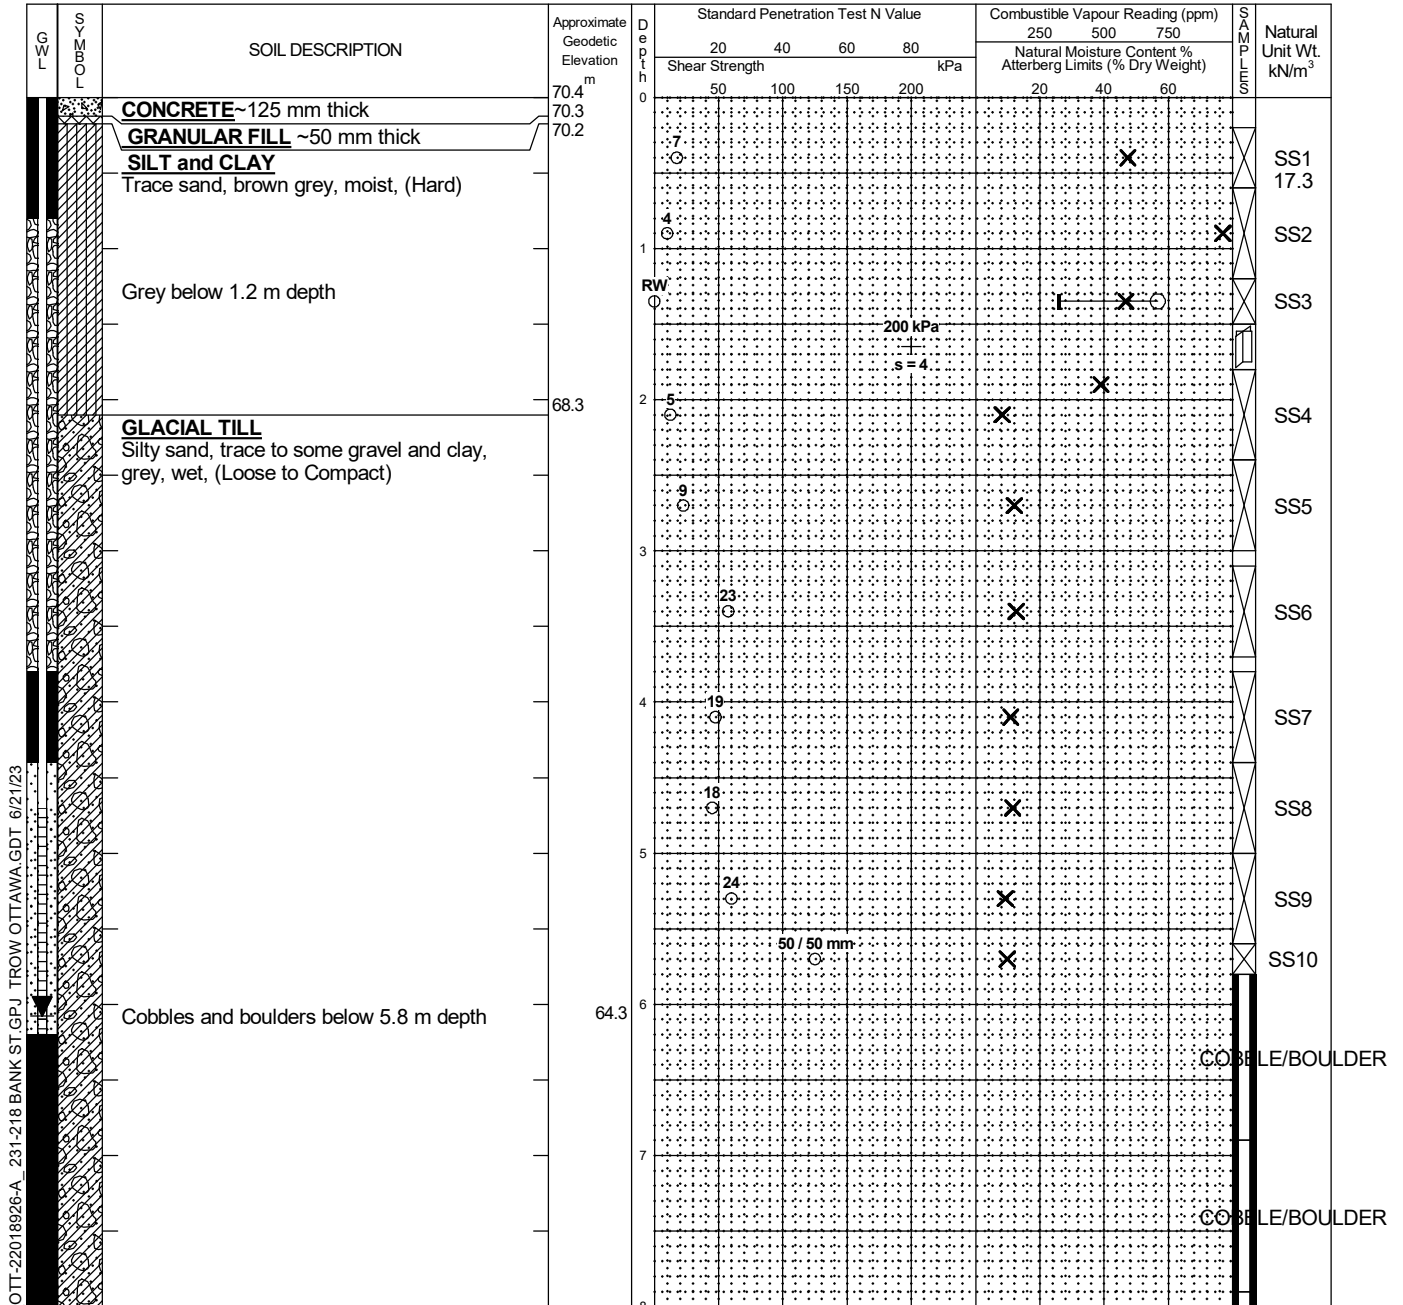 GWL
SYMBOL
SOIL DESCRIPTION
Approximate
Geodetic
Elevation
m
Depth
Standard Penetration Test N Value
20 40 60 80
Shear Strength kPa
50 100 150 200
Combustible Vapour Reading (ppm)
250 500 750
Natural Moisture Content %
Atterberg Limits (% Dry Weight)
20 40 60
SAMPLES
Natural
Unit Wt.
kN/m³
70.4
0
CONCRETE~125 mm thick
70.3
GRANULAR FILL ~50 mm thick
70.2
SILT and CLAY
Trace sand, brown grey, moist, (Hard)
7
SS1
17.3
4
SS2
1
Grey below 1.2 m depth
RW
SS3
200 kPa
s = 4
2
68.3
5
SS4
GLACIAL TILL
Silty sand, trace to some gravel and clay,
grey, wet, (Loose to Compact)
9
SS5
3
23
SS6
4
19
SS7
18
SS8
5
24
SS9
50 / 50 mm
SS10
6
Cobbles and boulders below 5.8 m depth
64.3
COBBLE/BOULDER
7
COBBLE/BOULDER
8
OTT-22018926-A_ 231-218 BANK ST.GPJ TROW OTTAWA.GDT 6/21/23